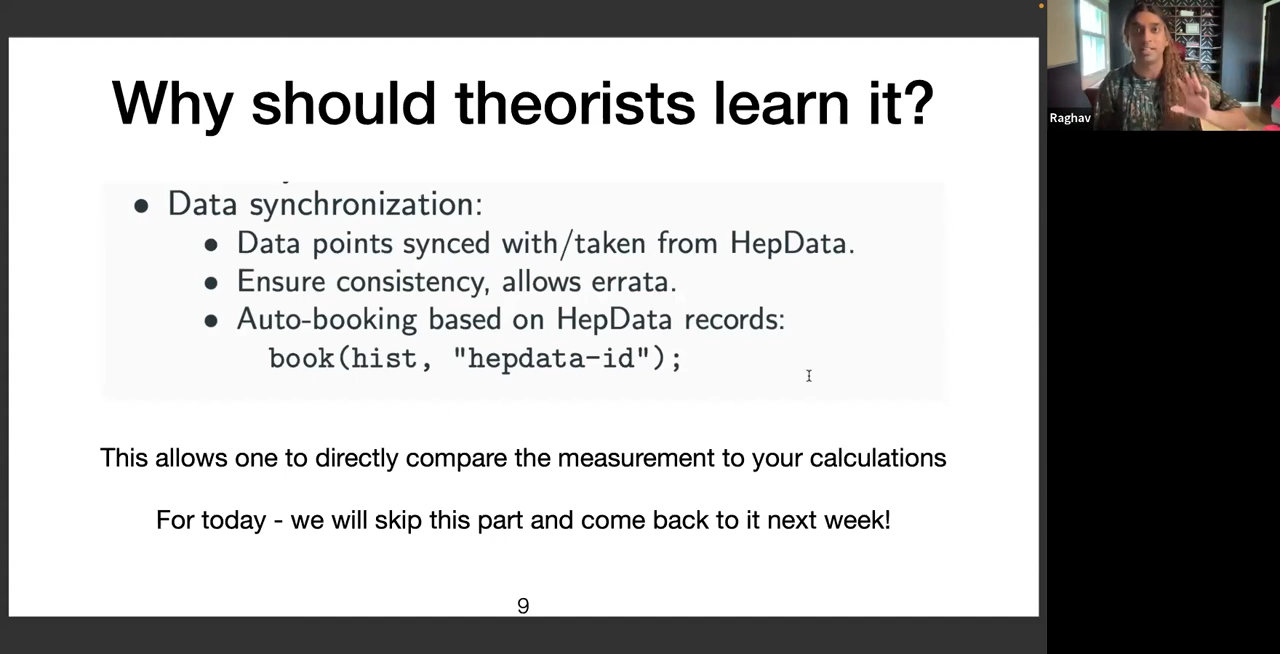 Why should theorists learn it?
• Data synchronization:
• Data points synced with/taken from HepData.
• Ensure consistency, allows errata.
• Auto-booking based on HepData records:
book(hist, "hepdata-id");
This allows one to directly compare the measurement to your calculations
For today - we will skip this part and come back to it next week!
9
Raghav